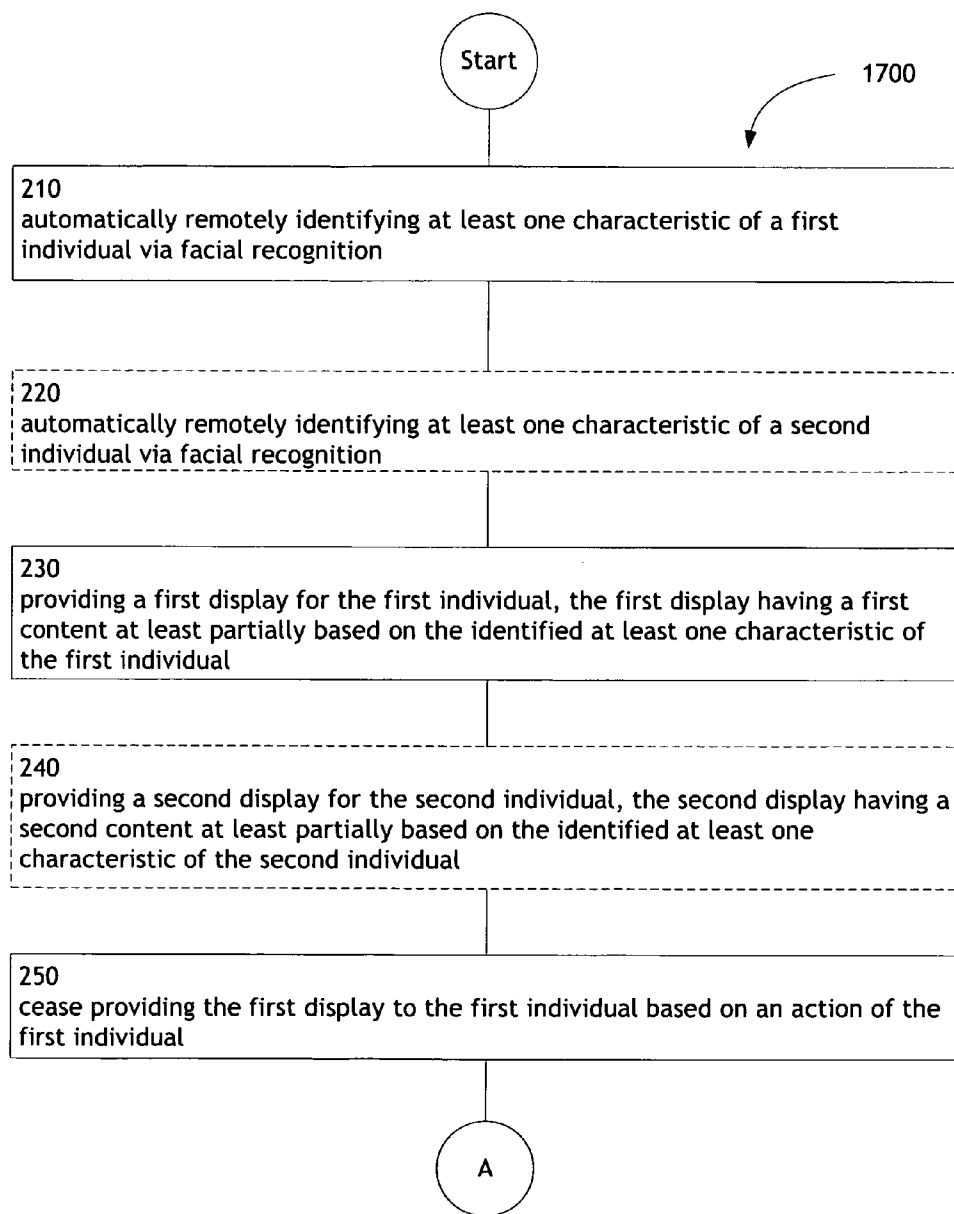 Start
1700
210
automatically remotely identifying at least one characteristic of a first
individual via facial recognition
220
automatically remotely identifying at least one characteristic of a second
individual via facial recognition
230
providing a first display for the first individual, the first display having a first
content at least partially based on the identified at least one characteristic of
the first individual
240
providing a second display for the second individual, the second display having a
second content at least partially based on the identified at least one
characteristic of the second individual
250
cease providing the first display to the first individual based on an action of the
first individual
A